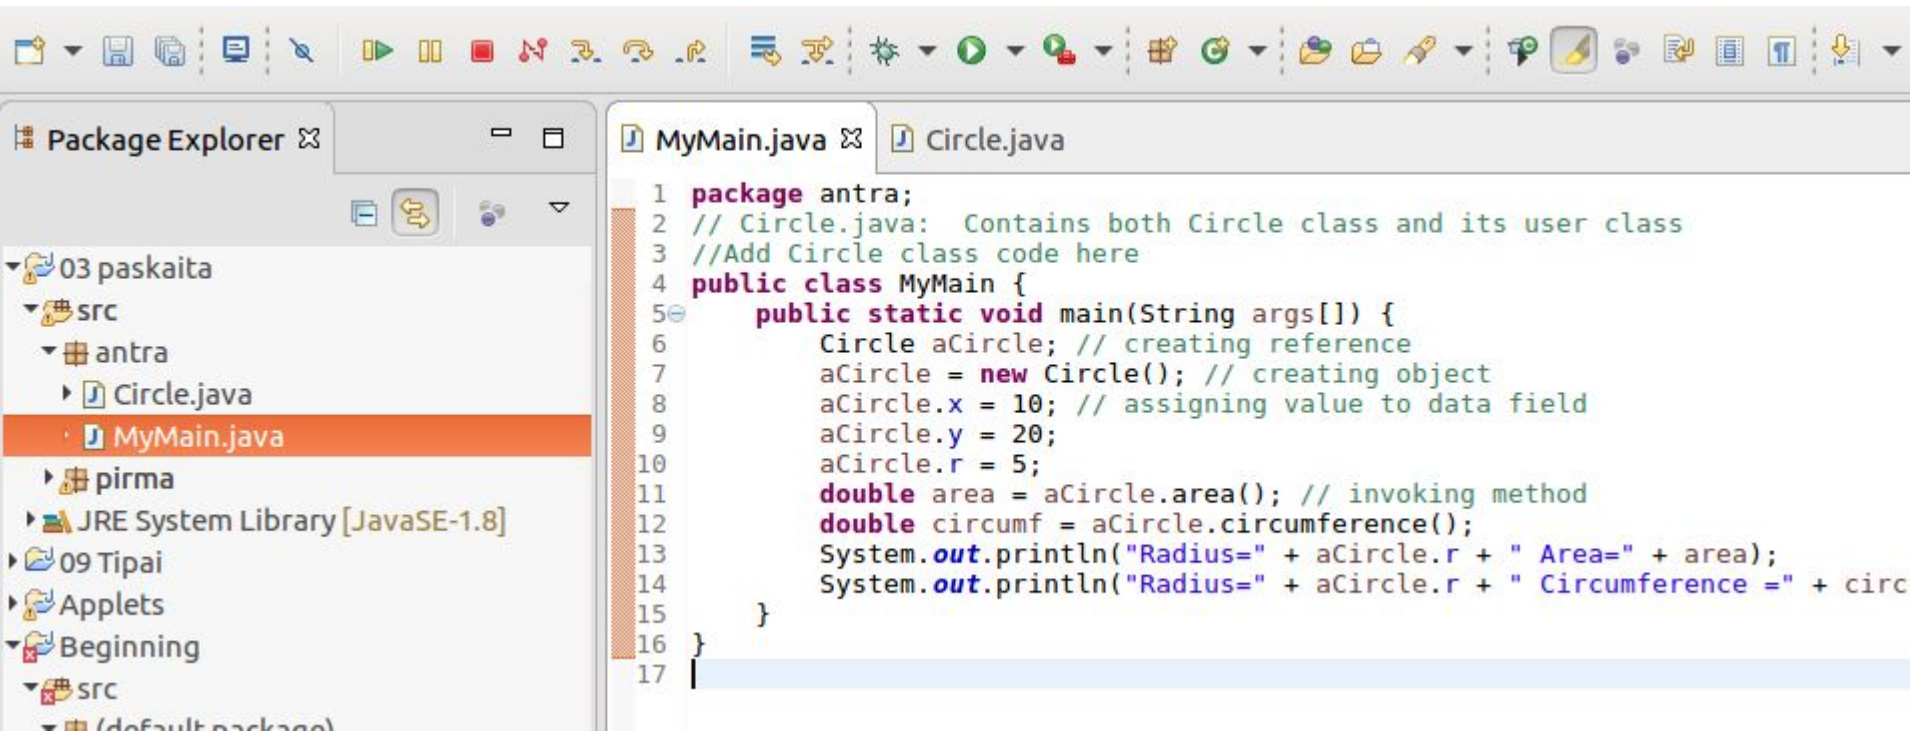 Package Explorer
03 paskaita
src
antra
Circle.java
MyMain.java
pirma
JRE System Library [JavaSE-1.8]
09 Tipai
Applets
Beginning
src
(default package)
MyMain.java
Circle.java
1 package antra;
2 // Circle.java:  Contains both Circle class and its user class
3 //Add Circle class code here
4 public class MyMain {
5     public static void main(String args[]) {
6         Circle aCircle; // creating reference
7         aCircle = new Circle(); // creating object
8         aCircle.x = 10; // assigning value to data field
9         aCircle.y = 20;
10         aCircle.r = 5;
11         double area = aCircle.area(); // invoking method
12         double circumf = aCircle.circumference();
13         System.out.println("Radius=" + aCircle.r + " Area=" + area);
14         System.out.println("Radius=" + aCircle.r + " Circumference =" + circ
15     }
16 }
17